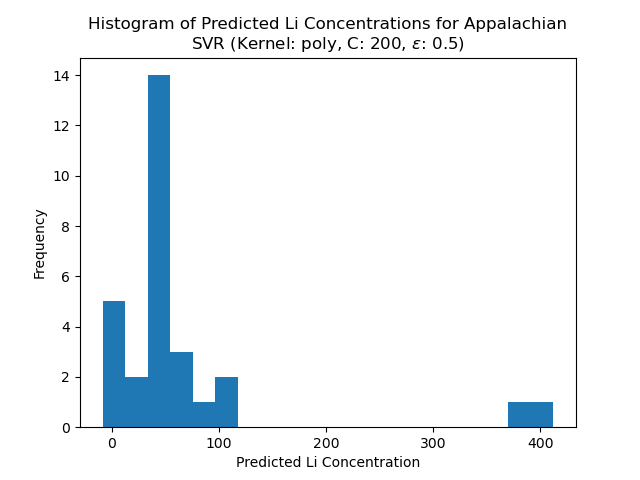 Histogram of Predicted Li Concentrations for Appalachian
SVR (Kernel: poly, C: 200, ε: 0.5)
14
12
10
8
6
4
2
0
Frequency
0 100 200 300 400
Predicted Li Concentration